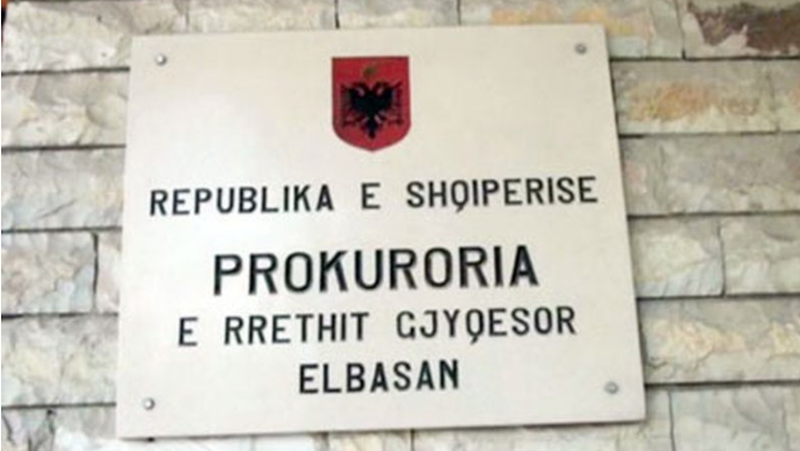 REPUBLIKA E SHQIPERISE
PROKURORIA
E RRETHIT GJYQESOR
ELBASAN